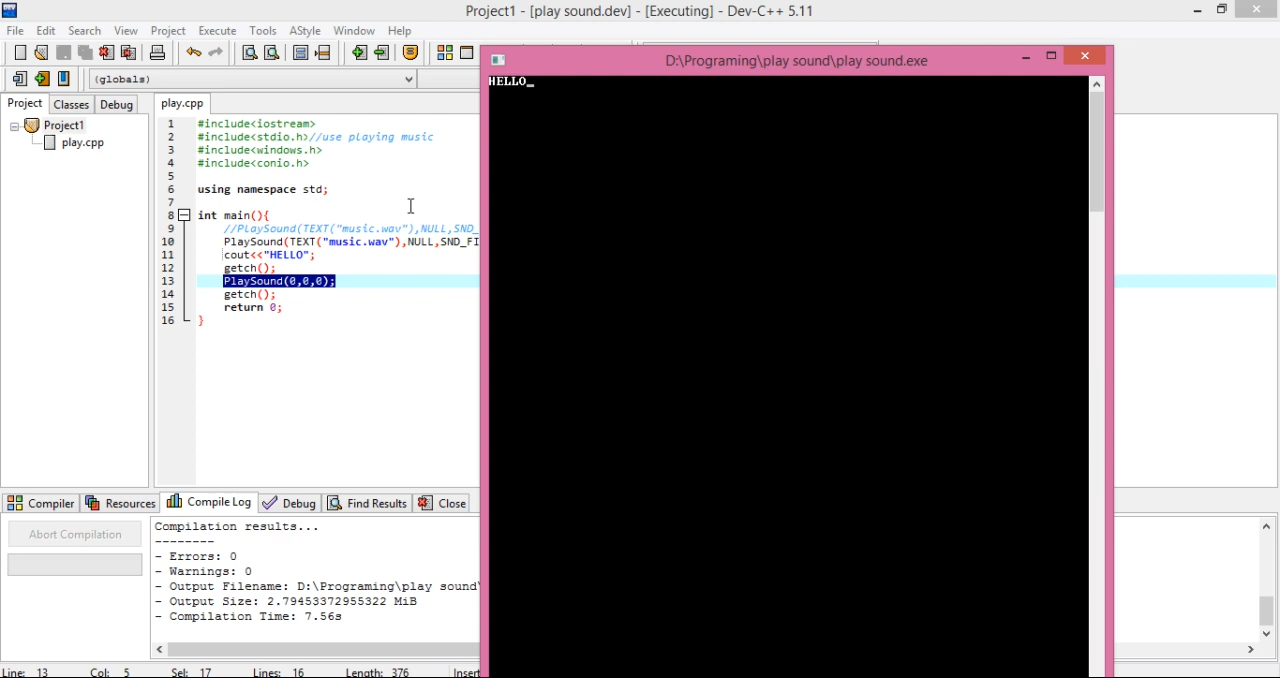 Project1 - [play sound.dev] - [Executing] - Dev-C++ 5.11
File Edit Search View Project Execute Tools AStyle Window Help
D:\Programing\play sound\play sound.exe
(globals)
HELLO_
Project Classes Debug
play.cpp
Project1
play.cpp
1 #include<iostream>
2 #include<stdio.h>//use playing music
3 #include<windows.h>
4 #include<conio.h>
5
6 using namespace std;
7
8 int main(){
9 //PlaySound(TEXT("music.wav"),NULL,SND_
10 PlaySound(TEXT("music.wav"),NULL,SND_FI
11 cout<<"HELLO";
12 getch();
13 PlaySound(0,0,0);
14 getch();
15 return 0;
16 }
Compiler Resources Compile Log Debug Find Results Close
Abort Compilation
Compilation results...
--------
- Errors: 0
- Warnings: 0
- Output Filename: D:\Programing\play sound\
- Output Size: 2.79453372955322 MiB
- Compilation Time: 7.56s
Line: 13 Col: 5 Sel: 17 Lines: 16 Length: 376 Insert